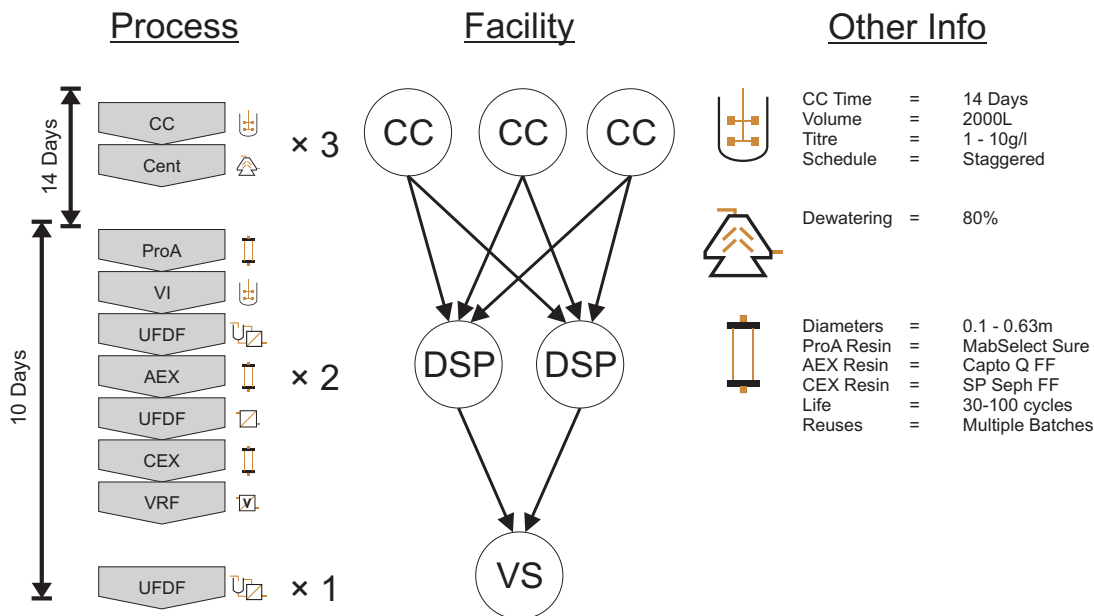 Process
14 Days
CC
Cent
× 3
10 Days
ProA
VI
UFDF
AEX
UFDF
CEX
VRF
× 2
UFDF
× 1
Facility
CC CC CC
DSP DSP
VS
Other Info
CC Time = 14 Days
Volume = 2000L
Titre = 1 - 10g/l
Schedule = Staggered
Dewatering = 80%
Diameters = 0.1 - 0.63m
ProA Resin = MabSelect Sure
AEX Resin = Capto Q FF
CEX Resin = SP Seph FF
Life = 30-100 cycles
Reuses = Multiple Batches
V